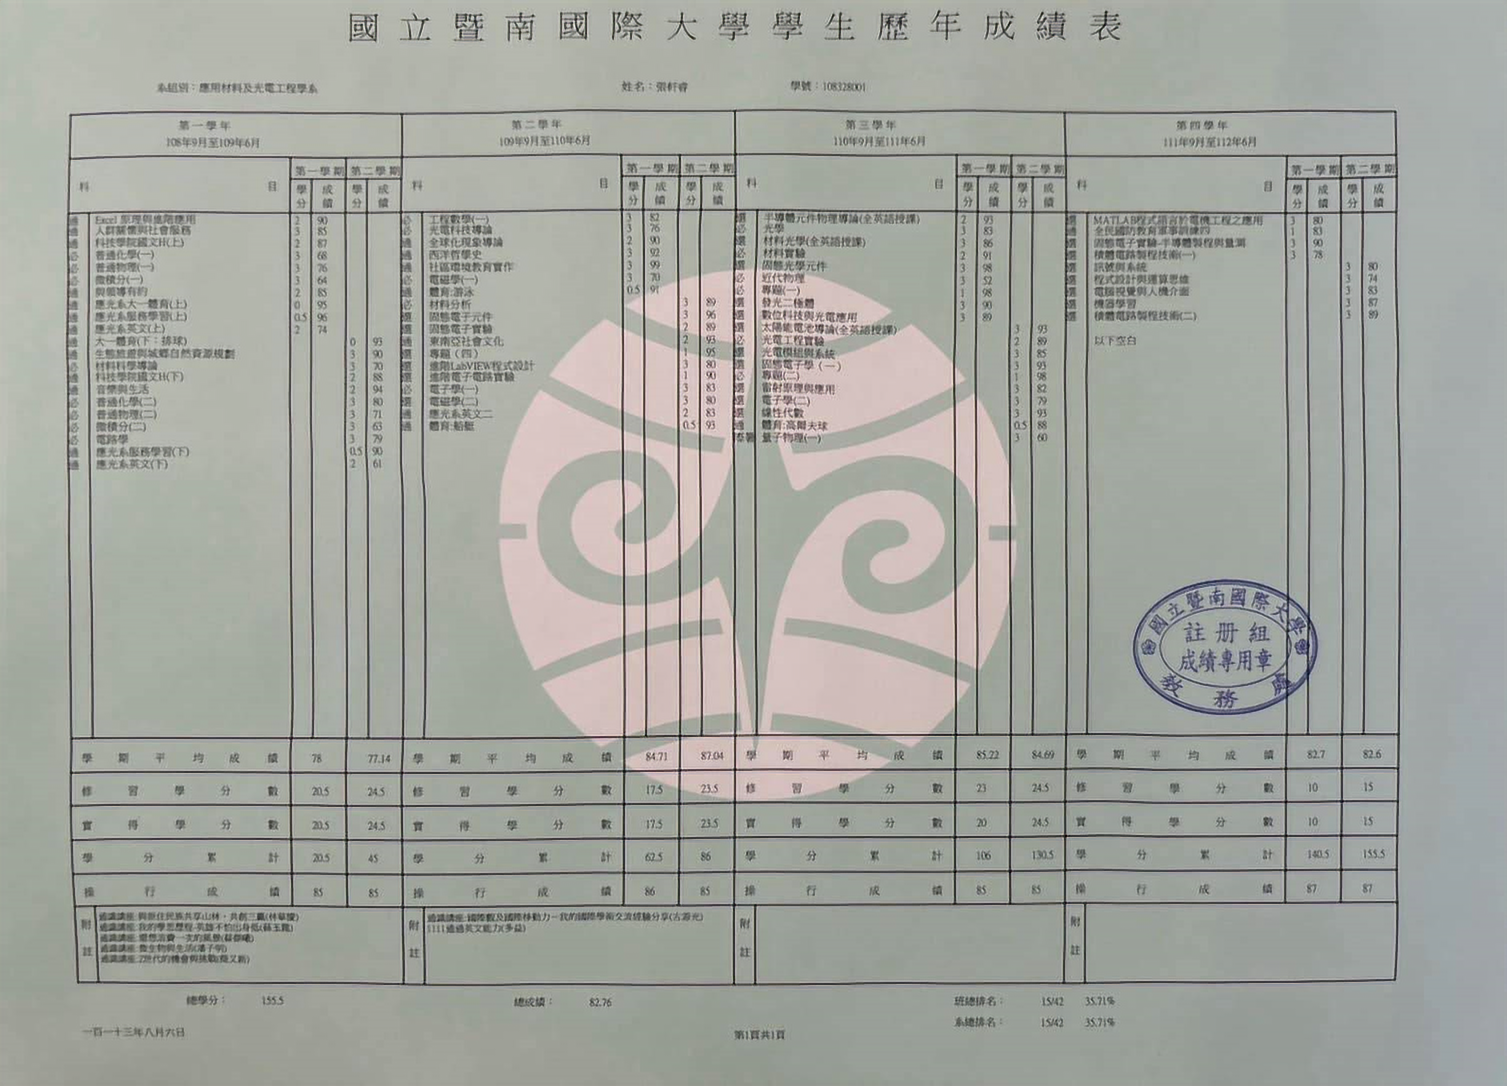 國立暨南國際大學學生歷年成績表
系組別：應用材料及光電工程學系 姓名：張軒睿 學號：108328001
第一學年 第二學年 第三學年 第四學年
108年9月至109年6月 109年9月至110年6月 110年9月至111年6月 111年9月至112年6月
科 目 第一學期 第二學期 科 目 第一學期 第二學期 科 目 第一學期 第二學期 科 目 第一學期 第二學期
學分 成績 學分 成績 學分 成績 學分 成績 學分 成績 學分 成績 學分 成績 學分 成績
通 Excel 原理與進階應用 2 90
通 人群關懷與社會服務 3 85
通 科技學院國文H(上) 2 87
必 普通化學(一) 3 68
必 普通物理(一) 3 76
必 微積分(一) 3 64
通 與領導有約 2 85
通 應光系大一體育(上) 0 95
通 應光系服務學習(上) 0.5 96
通 應光系英文(上) 2 74
通 大一體育(下：排球) 0 93
通 生態旅遊與城鄉自然資源規劃 3 90
必 材料科學導論 3 70
通 科技學院國文H(下) 2 88
通 音樂與生活 2 94
必 普通化學(二) 3 80
必 普通物理(二) 3 71
必 微積分(二) 3 63
必 電路學 3 79
通 應光系服務學習(下) 0.5 90
通 應光系英文(下) 2 61
必 工程數學(一) 3 82
必 光電科技導論 3 76
通 全球化現象導論 2 90
通 西洋哲學史 3 92
通 社區環境教育實作 3 99
必 電磁學(一) 3 70
通 體育:游泳 0.5 91
必 材料分析 3 89
選 固態電子元件 3 96
選 固態電子實驗 2 89
通 東南亞社會文化 2 93
選 專題（四） 1 95
選 進階LabVIEW程式設計 3 80
選 進階電子電路實驗 1 90
必 電子學(一) 3 83
選 電磁學(二) 3 80
通 應光系英文二 2 83
通 體育:船艇 0.5 93
選 半導體元件物理導論(全英語授課) 2 93
必 光學 3 83
選 材料光學(全英語授課) 3 86
必 材料實驗 2 91
選 固態光學元件 3 98
必 近代物理 3 52
必 專題(一) 1 98
選 發光二極體 3 90
選 數位科技與光電應用 3 89
選 太陽能電池導論(全英語授課) 3 93
必 光電工程實驗 2 89
選 光電模組與系統 3 85
選 固態電子學（一） 3 93
必 專題(二) 1 98
選 雷射原理與應用 3 82
選 電子學(二) 3 79
選 線性代數 3 93
通 體育:高爾夫球 0.5 88
量子物理(一) 3 60
選 MATLAB程式語言於電機工程之應用 3 80
選 全民國防教育軍事訓練四 1 83
選 固態電子實驗-半導體製程與量測 3 90
選 積體電路製程技術(一) 3 78
選 訊號與系統 3 80
選 程式設計與運算思維 3 74
選 電腦視覺與人機介面 3 83
選 機器學習 3 87
選 積體電路製程技術(二) 3 89
以下空白
國立暨南國際大學
註冊組
成績專用章
教務處
學期平均成績 78 77.14 學期平均成績 84.71 87.04 學期平均成績 85.22 84.69 學期平均成績 82.7 82.6
修習學分數 20.5 24.5 修習學分數 17.5 23.5 修習學分數 23 24.5 修習學分數 10 15
實得學分數 20.5 24.5 實得學分數 17.5 23.5 實得學分數 20 24.5 實得學分數 10 15
學分累計 20.5 45 學分累計 62.5 86 學分累計 106 130.5 學分累計 140.5 155.5
操行成績 85 85 操行成績 86 85 操行成績 85 85 操行成績 87 87
附註 附註 附註 附註
通識講座:與原住民族共享山林，共創三贏
通識講座:我的學思歷程-英雄不怕出身低
通識講座:還想浪費一次的風景
通識講座:微生物與生活
通識講座:Z世代的機會與挑戰
通識講座:國際觀及國際移動力－我的國際學術交流經驗分享
1111通過英文能力(多益)
總學分： 155.5 總成績： 82.76 班總排名： 15/42 35.71%
系總排名： 15/42 35.71%
一百一十三年八月六日 第1頁共1頁